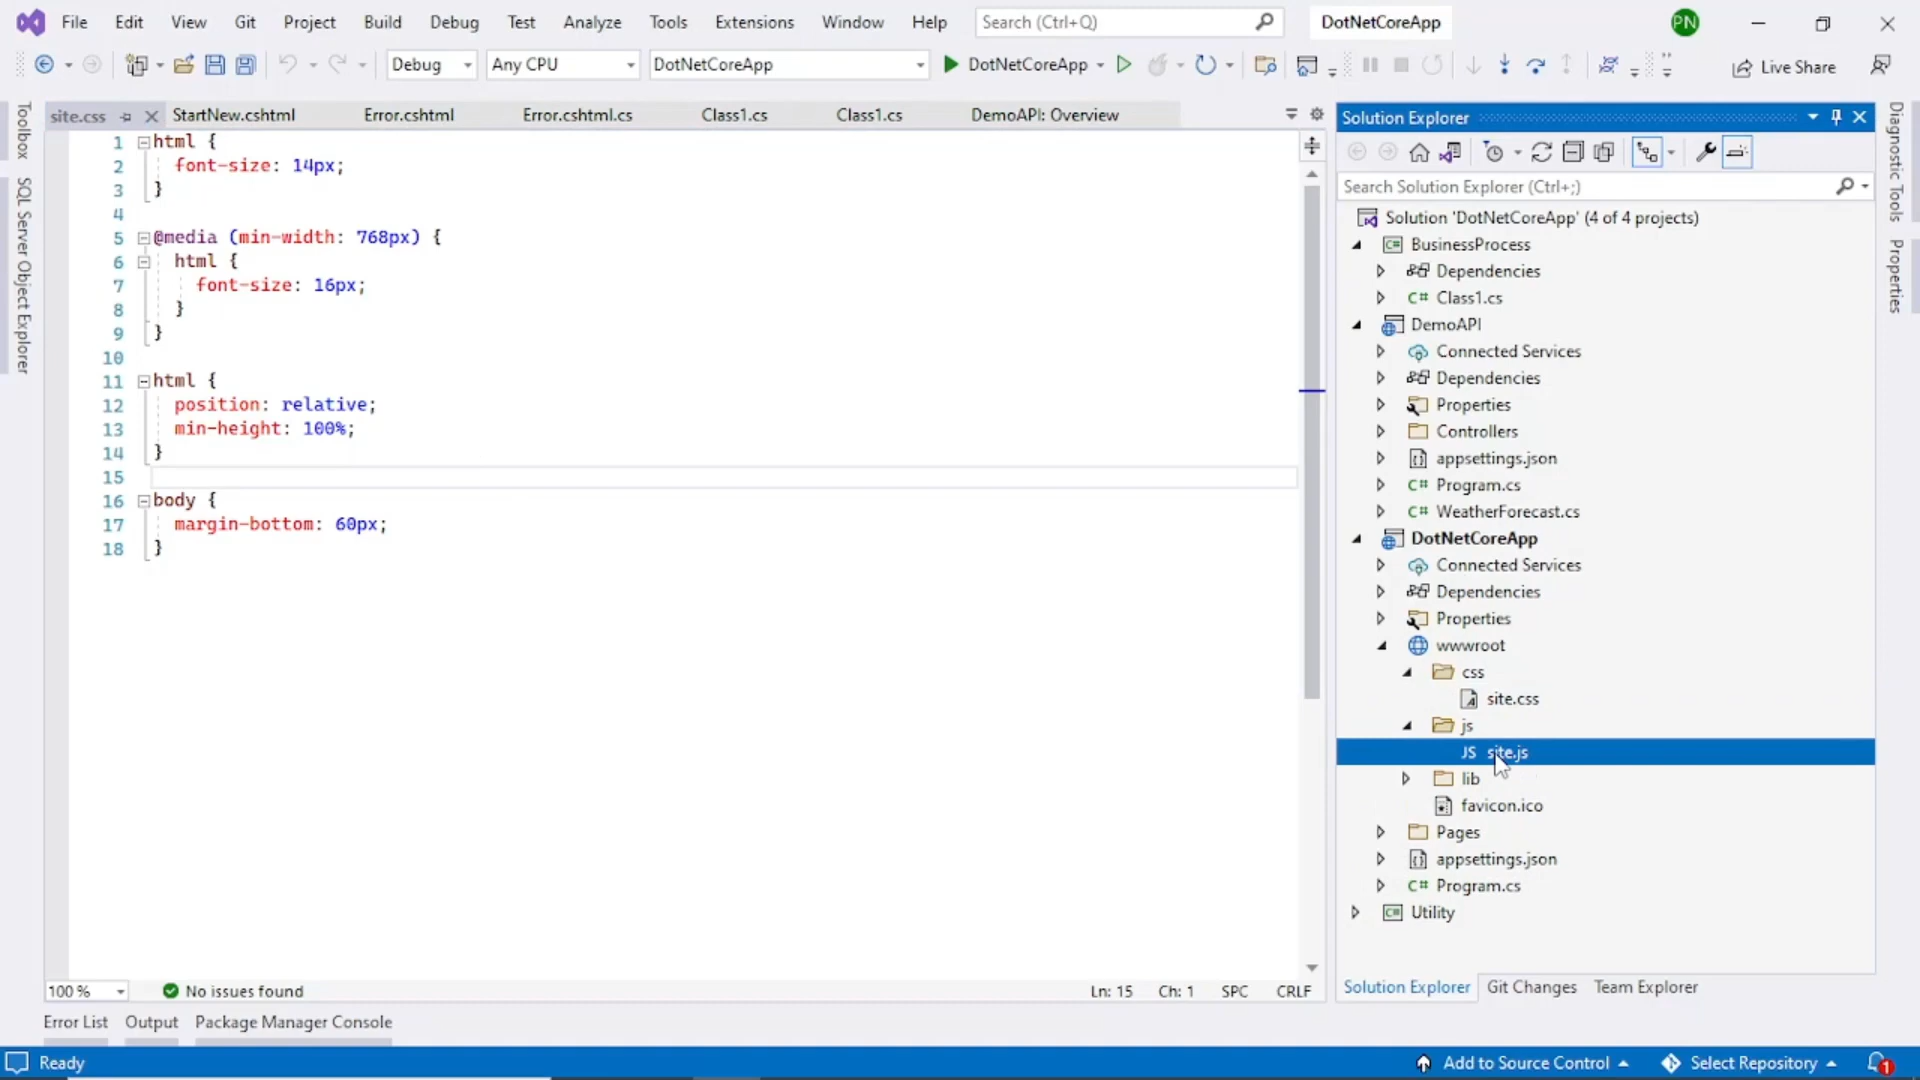 File Edit View Git Project Build Debug Test Analyze Tools Extensions Window Help Search (Ctrl+Q) DotNetCoreApp PN
Debug Any CPU DotNetCoreApp DotNetCoreApp Live Share
site.css StartNew.cshtml Error.cshtml Error.cshtml.cs Class1.cs Class1.cs DemoAPI: Overview
Toolbox
SQL Server Object Explorer
1 html {
2 font-size: 14px;
3 }
4
5 @media (min-width: 768px) {
6 html {
7 font-size: 16px;
8 }
9 }
10
11 html {
12 position: relative;
13 min-height: 100%;
14 }
15
16 body {
17 margin-bottom: 60px;
18 }
100 % No issues found Ln: 15 Ch: 1 SPC CRLF
Solution Explorer
Search Solution Explorer (Ctrl+;)
Solution 'DotNetCoreApp' (4 of 4 projects)
C# BusinessProcess
Dependencies
C# Class1.cs
DemoAPI
Connected Services
Dependencies
Properties
Controllers
appsettings.json
C# Program.cs
C# WeatherForecast.cs
DotNetCoreApp
Connected Services
Dependencies
Properties
wwwroot
css
site.css
js
JS site.js
lib
favicon.ico
Pages
appsettings.json
C# Program.cs
C# Utility
Solution Explorer Git Changes Team Explorer
Diagnostic Tools
Properties
Error List Output Package Manager Console
Ready Add to Source Control Select Repository 1